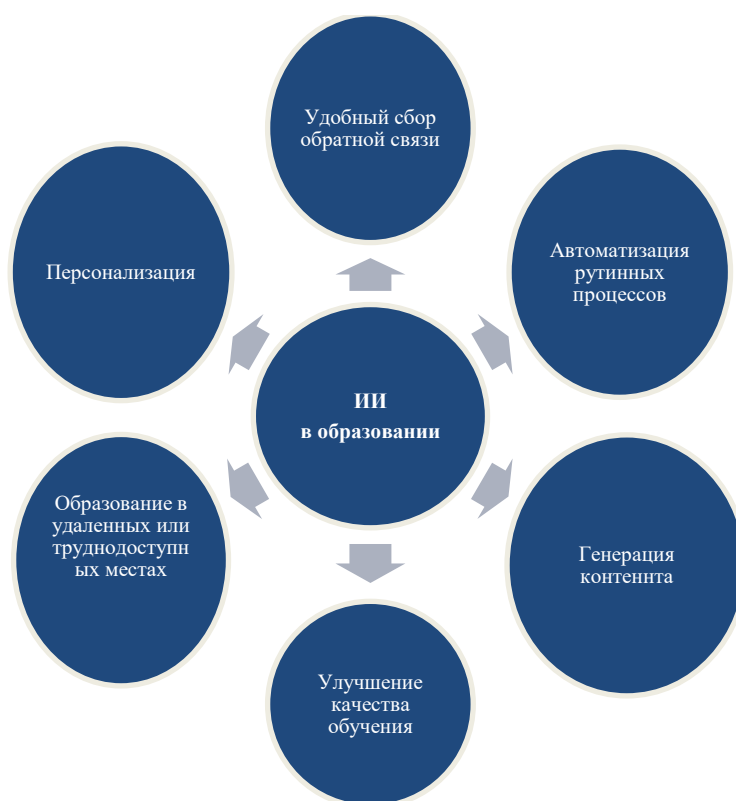 Удобный сбор
обратной связи
Персонализация
Автоматизация
рутинных
процессов
ИИ
в образовании
Образование в
удаленных или
труднодоступн
ых местах
Генерация
контеннта
Улучшение
качества
обучения